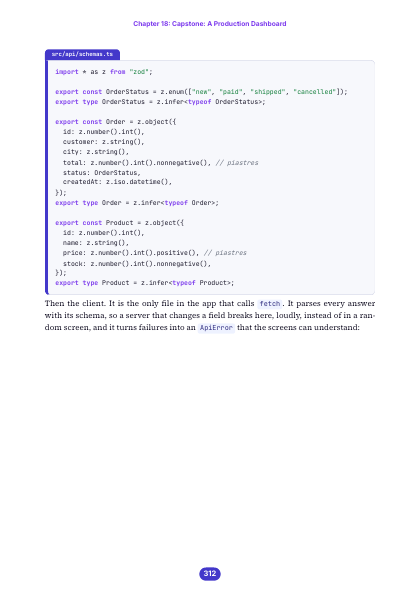 Chapter 18: Capstone: A Production Dashboard
src/api/schemas.ts
import * as z from "zod";
export const OrderStatus = z.enum(["new", "paid", "shipped", "cancelled"]);
export type OrderStatus = z.infer<typeof OrderStatus>;
export const Order = z.object({
id: z.number().int(),
customer: z.string(),
city: z.string(),
total: z.number().int().nonnegative(), // piastres
status: OrderStatus,
createdAt: z.iso.datetime(),
});
export type Order = z.infer<typeof Order>;
export const Product = z.object({
id: z.number().int(),
name: z.string(),
price: z.number().int().positive(), // piastres
stock: z.number().int().nonnegative(),
});
export type Product = z.infer<typeof Product>;
Then the client. It is the only file in the app that calls fetch. It parses every answer
with its schema, so a server that changes a field breaks here, loudly, instead of in a ran-
dom screen, and it turns failures into an ApiError that the screens can understand:
312